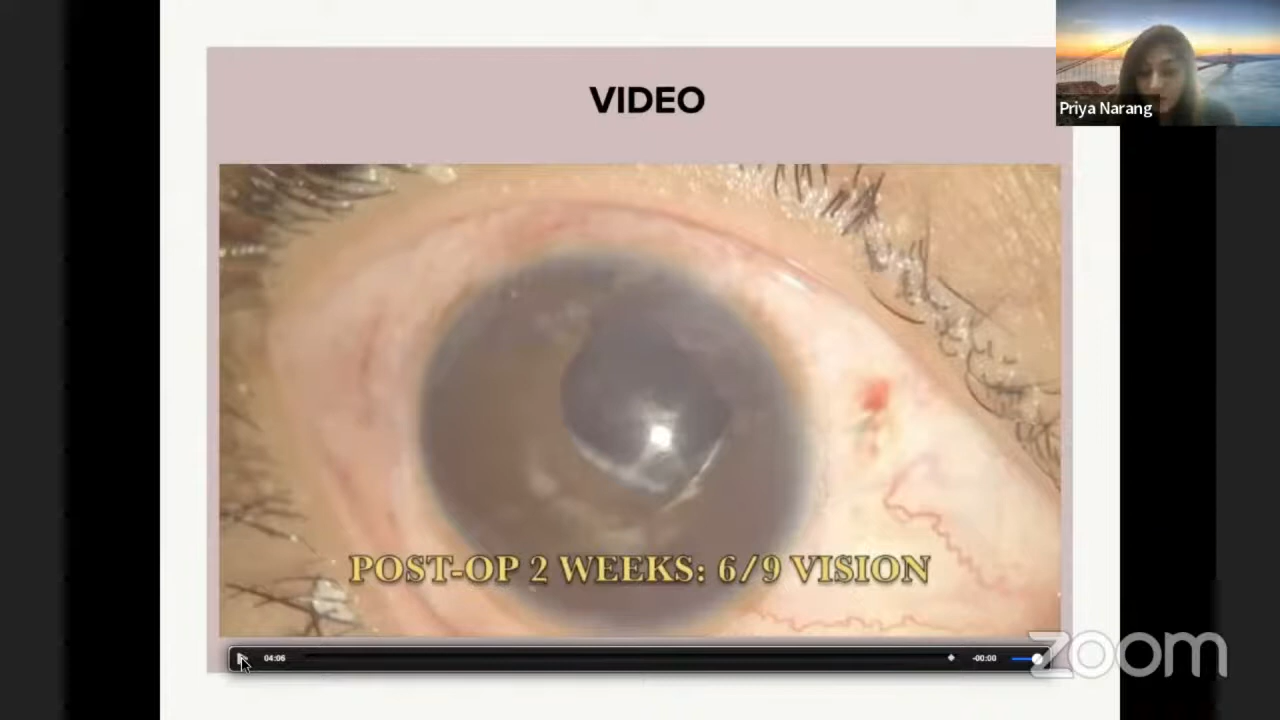 VIDEO
Priya Narang
POST-OP 2 WEEKS: 6/9 VISION
04:06
-00:00
zoom